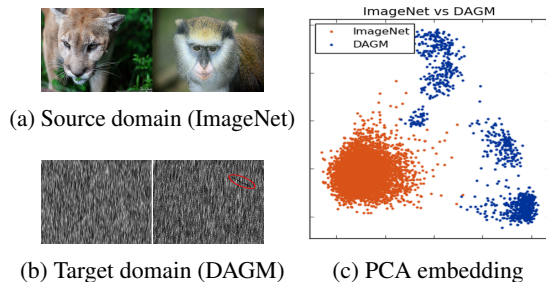 (a) Source domain (ImageNet)
(b) Target domain (DAGM)
ImageNet vs DAGM
ImageNet
DAGM
(c) PCA embedding